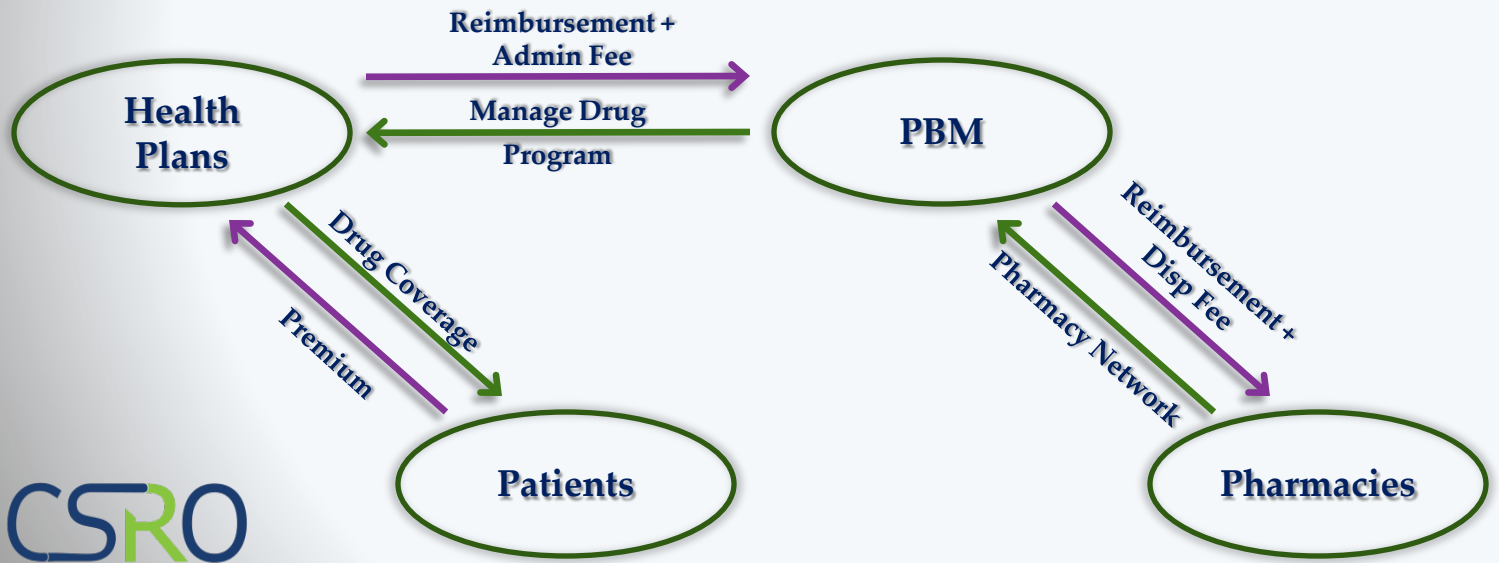 Reimbursement +
Admin Fee
Health
Plans
Manage Drug
Program
PBM
Drug Coverage
Premium
Reimbursement +
Disp Fee
Pharmacy Network
Patients
Pharmacies
CSRO